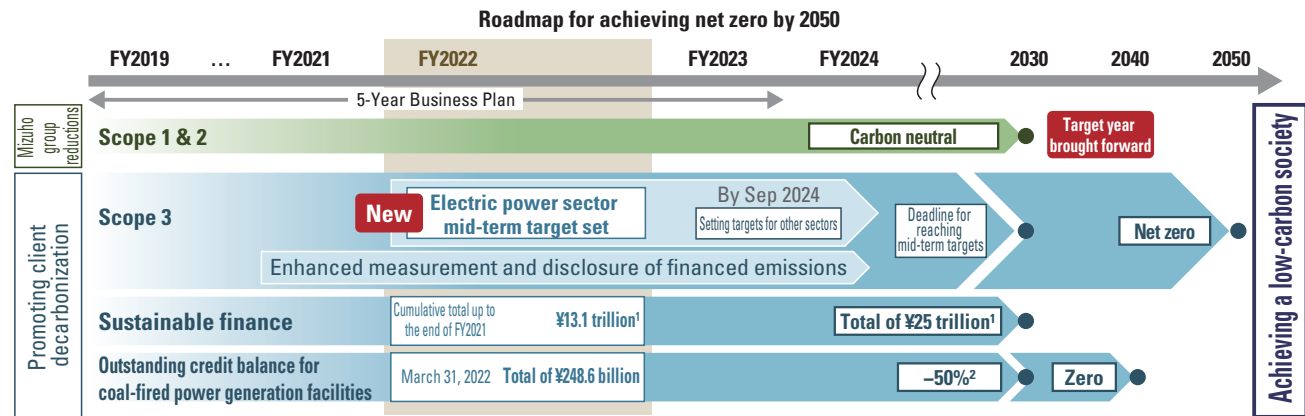 Roadmap for achieving net zero by 2050
FY2019 … FY2021 FY2022 FY2023 FY2024 2030 2040 2050
5-Year Business Plan
Mizuho
group
reductions
Scope 1 & 2
Carbon neutral
Target year
brought forward
Promoting client
decarbonization
Scope 3
New
Electric power sector
mid-term target set
By Sep 2024
Setting targets for other sectors
Deadline for
reaching
mid-term targets
Net zero
Enhanced measurement and disclosure of financed emissions
Sustainable finance
Cumulative total up to
the end of FY2021
¥13.1 trillion¹
Total of ¥25 trillion¹
Outstanding credit balance for
coal-fired power generation facilities
March 31, 2022 Total of ¥248.6 billion
–50%²
Zero
Achieving a low-carbon society